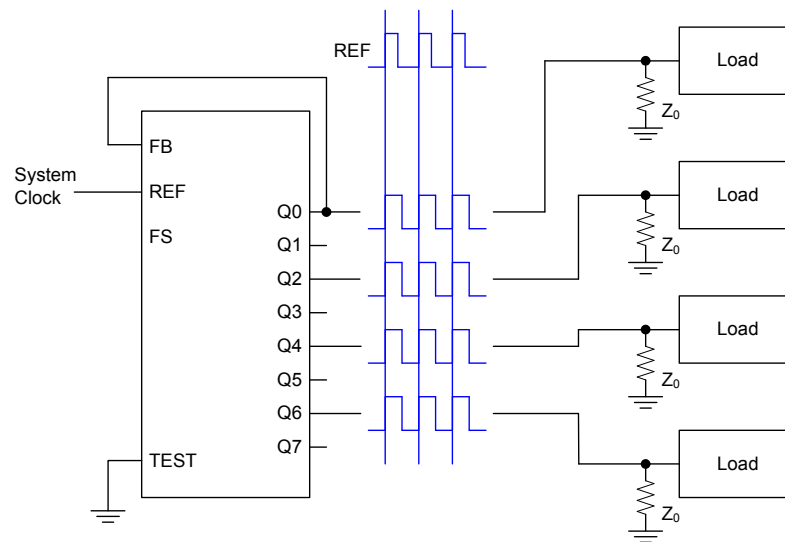 REF
Load
Z₀
FB
System
Clock
REF
Load
Q0
FS
Z₀
Q1
Q2
Q3
Load
Q4
Z₀
Q5
Q6
Q7
TEST
Load
Z₀